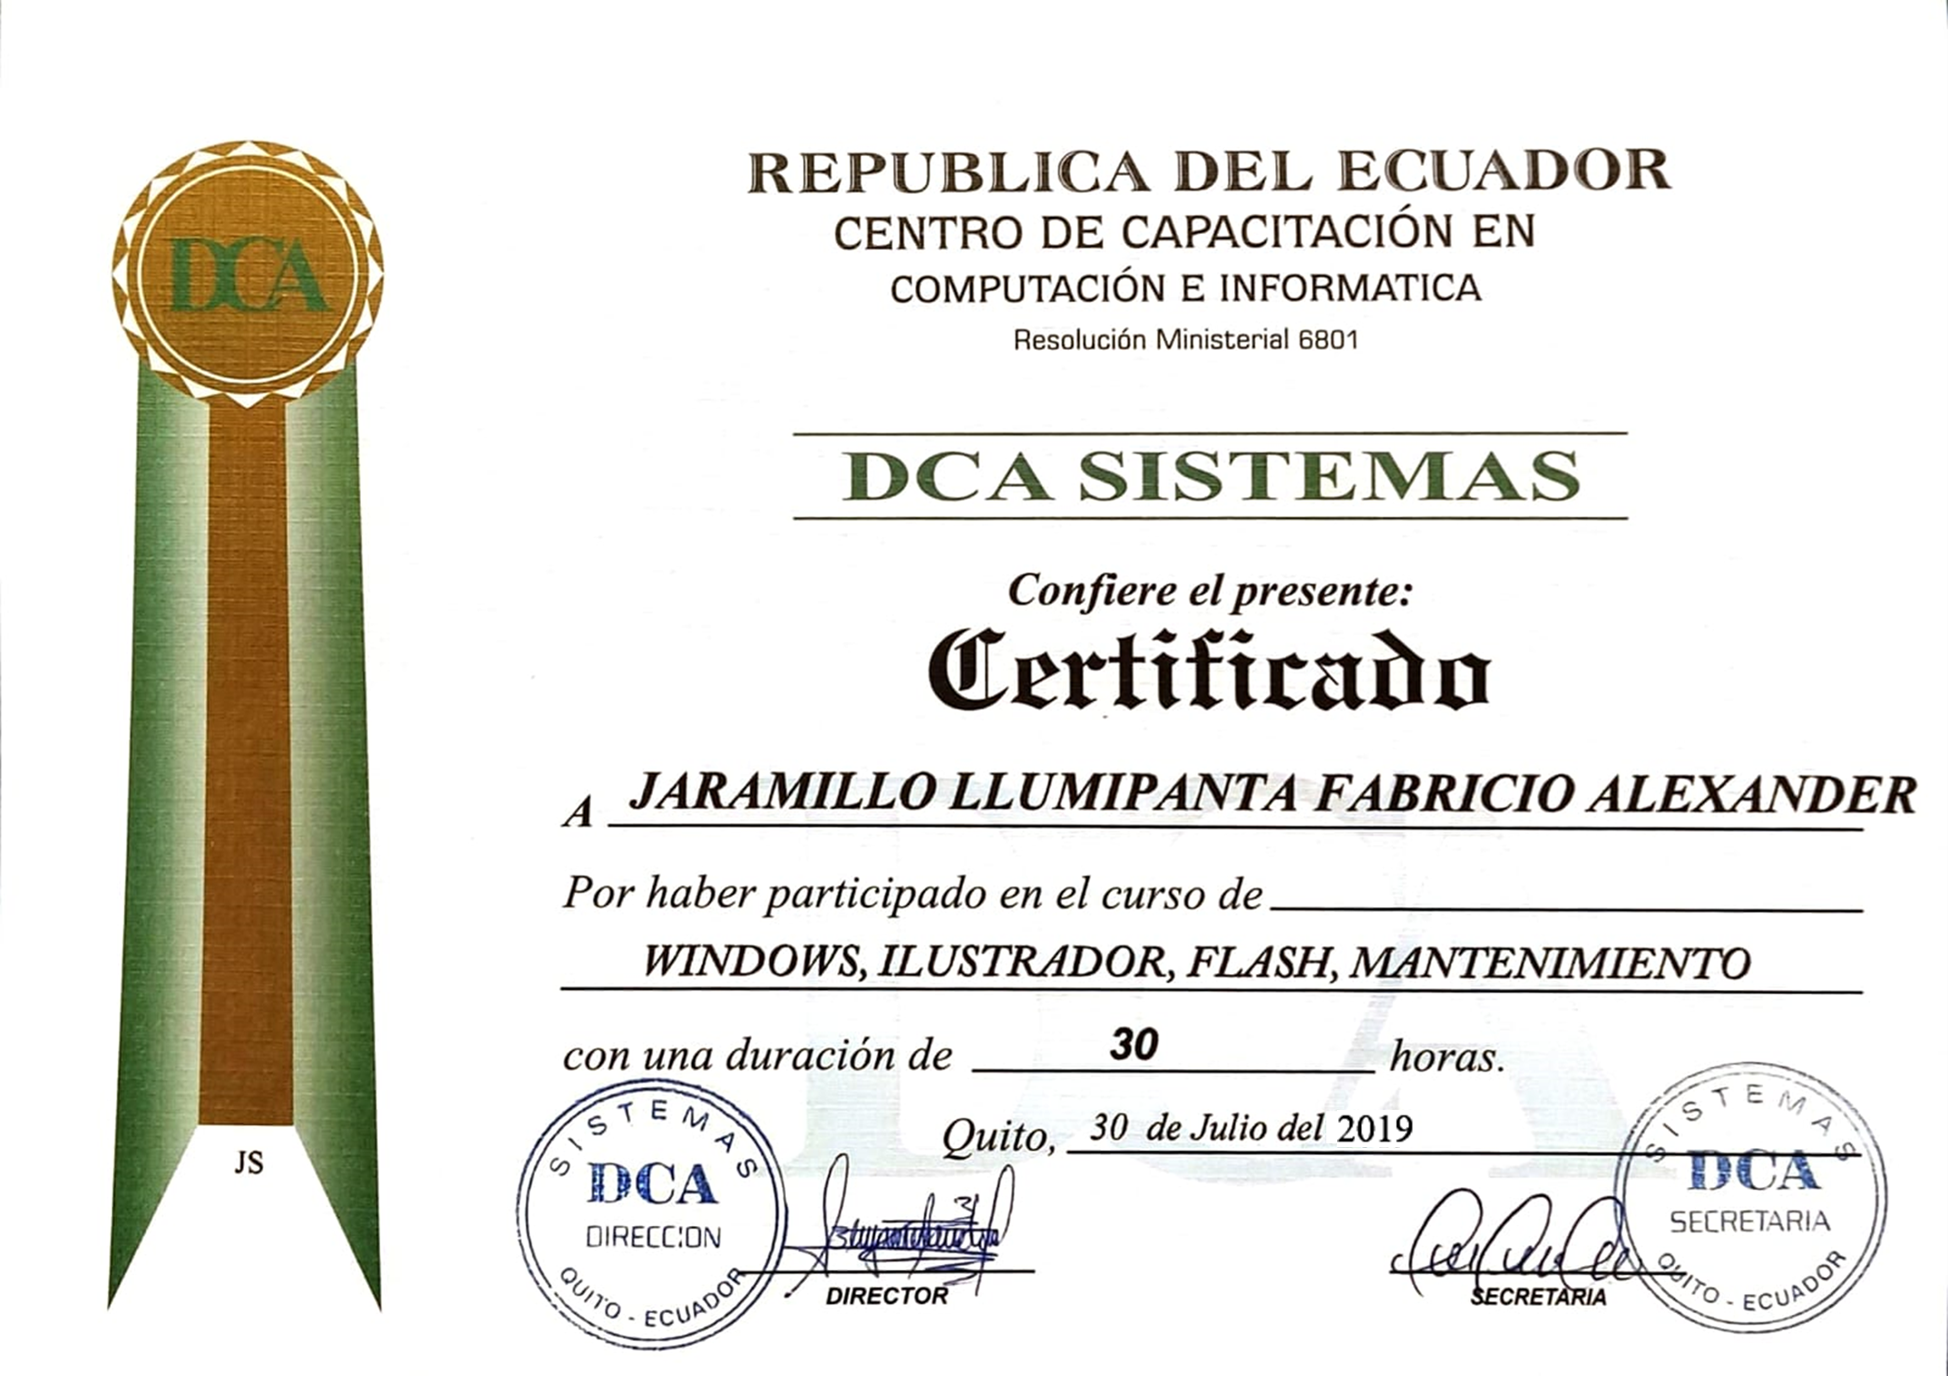 DCA
REPUBLICA DEL ECUADOR
CENTRO DE CAPACITACIÓN EN
COMPUTACIÓN E INFORMATICA
Resolución Ministerial 6801
DCA SISTEMAS
Confiere el presente:
Certificado
A JARAMILLO LLUMIPANTA FABRICIO ALEXANDER
Por haber participado en el curso de
WINDOWS, ILUSTRADOR, FLASH, MANTENIMIENTO
con una duración de 30 horas.
Quito, 30 de Julio del 2019
JS
SISTEMAS
DCA
DIRECCION
QUITO - ECUADOR
DIRECTOR
SECRETARIA
SISTEMAS
DCA
SECRETARIA
QUITO - ECUADOR